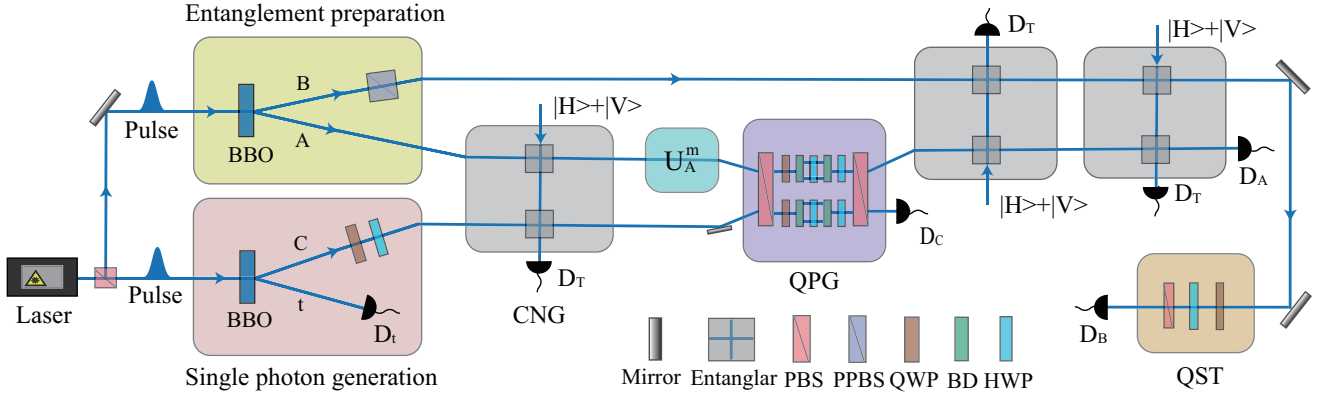 Entanglement preparation
B
A
BBO
Pulse
|H>+|V>
U_A^m
D_T
|H>+|V>
|H>+|V>
D_T
D_A
C
t
BBO
D_t
Pulse
Laser
Single photon generation
D_T
CNG
D_C
QPG
D_B
QST
Mirror
Entanglar
PBS
PPBS
QWP
BD
HWP